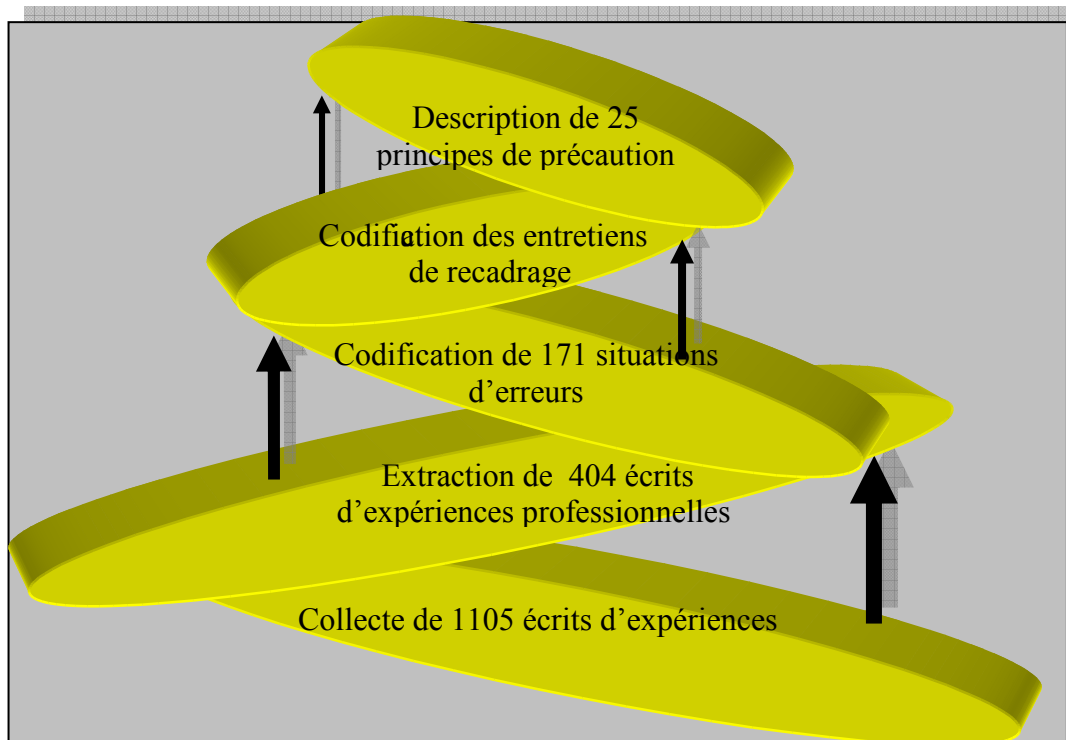 Description de 25
principes de précaution
Codification des entretiens
de recadrage
Codification de 171 situations
d’erreurs
Extraction de 404 écrits
d’expériences professionnelles
Collecte de 1105 écrits d’expériences